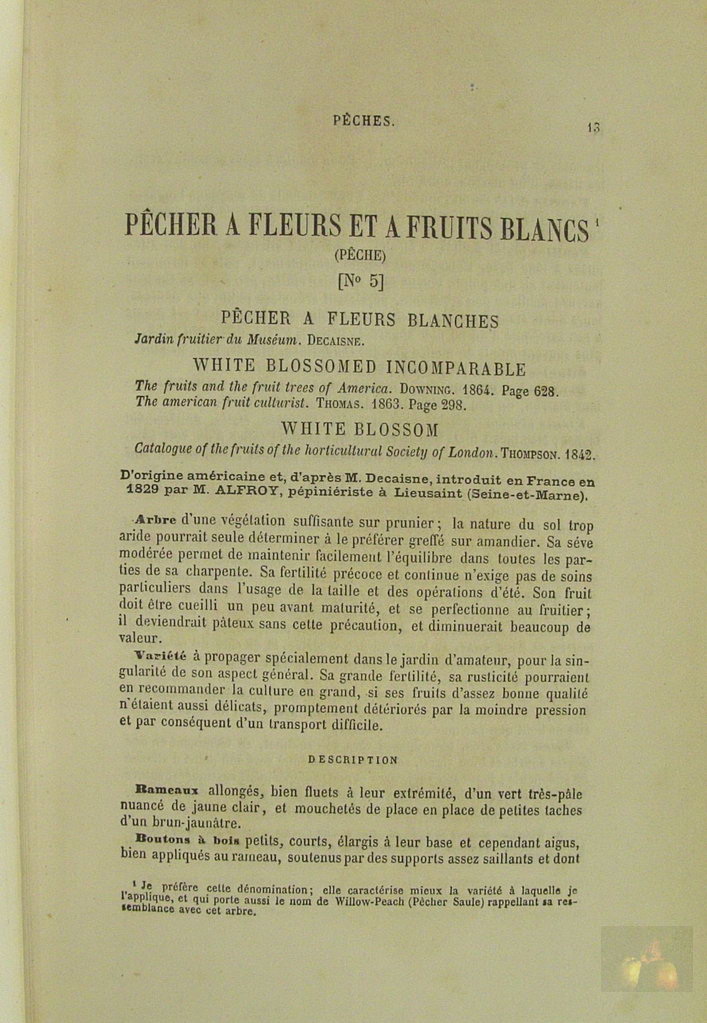 PÊCHES.
13
PÊCHER A FLEURS ET A FRUITS BLANCS ¹
(PÊCHE)
[Nº 5]
PÊCHER A FLEURS BLANCHES
Jardin fruitier du Muséum. DECAISNE.
WHITE BLOSSOMED INCOMPARABLE
The fruits and the fruit trees of America. DOWNING. 1864. Page 628.
The american fruit culturist. THOMAS. 1863. Page 298.
WHITE BLOSSOM
Catalogue of the fruits of the horticultural Society of London. THOMPSON. 1842.
D'origine américaine et, d'après M. Decaisne, introduit en France en
1829 par M. ALFROY, pépiniériste à Lieusaint (Seine-et-Marne).
Arbre d'une végétation suffisante sur prunier; la nature du sol trop
aride pourrait seule déterminer à le préférer greffé sur amandier. Sa séve
modérée permet de maintenir facilement l'équilibre dans toutes les par-
ties de sa charpente. Sa fertilité précoce et continue n'exige pas de soins
particuliers dans l'usage de la taille et des opérations d'été. Son fruit
doit être cueilli un peu avant maturité, et se perfectionne au fruitier;
il deviendrait pâteux sans cette précaution, et diminuerait beaucoup de
valeur.
Variété à propager spécialement dans le jardin d'amateur, pour la sin-
gularité de son aspect général. Sa grande fertilité, sa rusticité pourraient
en recommander la culture en grand, si ses fruits d'assez bonne qualité
n'étaient aussi délicats, promptement détériorés par la moindre pression
et par conséquent d'un transport difficile.
DESCRIPTION
Rameaux allongés, bien fluets à leur extrémité, d'un vert très-pâle
nuancé de jaune clair, et mouchetés de place en place de petites taches
d'un brun-jaunâtre.
Boutons à bois petits, courts, élargis à leur base et cependant aigus,
bien appliqués au rameau, soutenus par des supports assez saillants et dont
¹ Je préfère cette dénomination; elle caractérise mieux la variété à laquelle je
l'applique, et qui porte aussi le nom de Willow-Peach (Pêcher Saule) rappellant sa res-
semblance avec cet arbre.